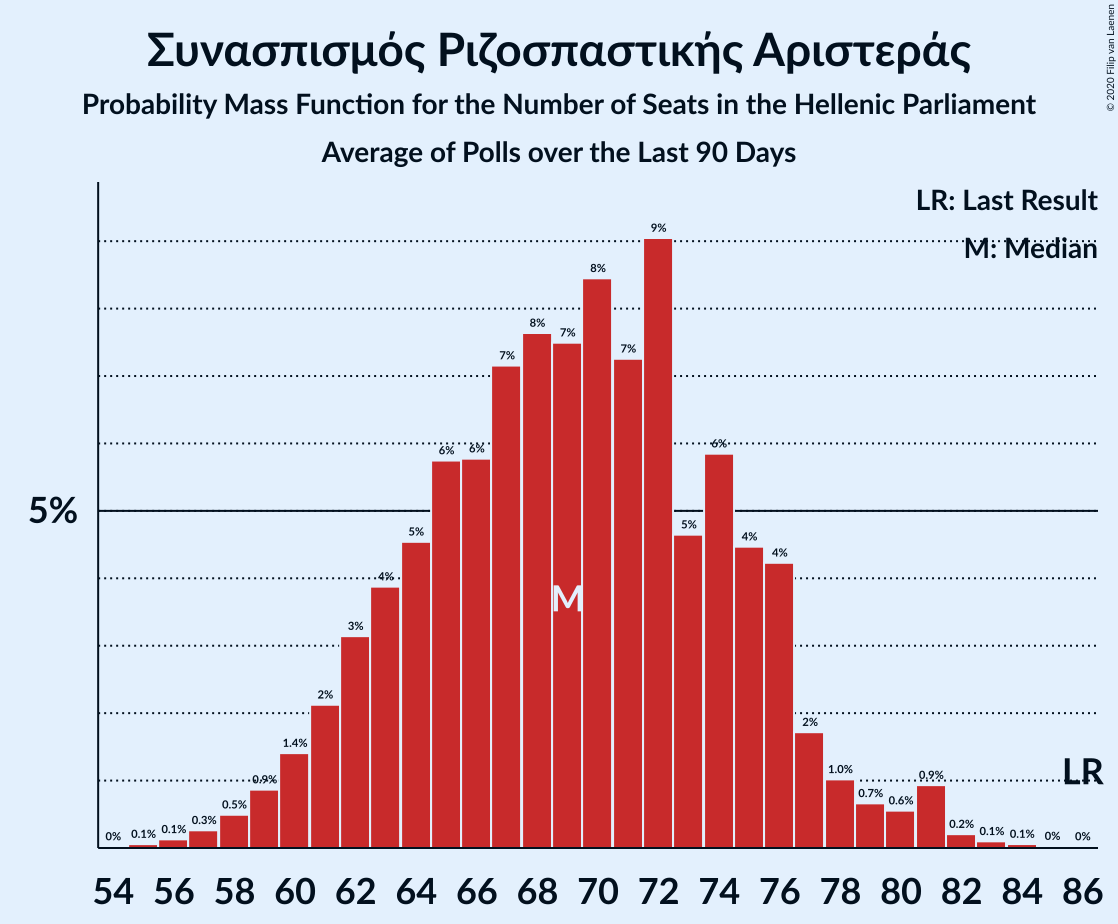 Συνασπισμός Ριζοσπαστικής Αριστεράς
Probability Mass Function for the Number of Seats in the Hellenic Parliament
Average of Polls over the Last 90 Days
© 2020 Filip van Laenen
LR: Last Result
M: Median
5%
0% 0.1% 0.1% 0.3% 0.5% 0.9% 1.4% 2% 3% 4% 5% 6% 6% 7% 8% 7% 8% 7% 9% 5% 6% 4% 4% 2% 1.0% 0.7% 0.6% 0.9% 0.2% 0.1% 0.1% 0% 0%
M
LR
54 56 58 60 62 64 66 68 70 72 74 76 78 80 82 84 86